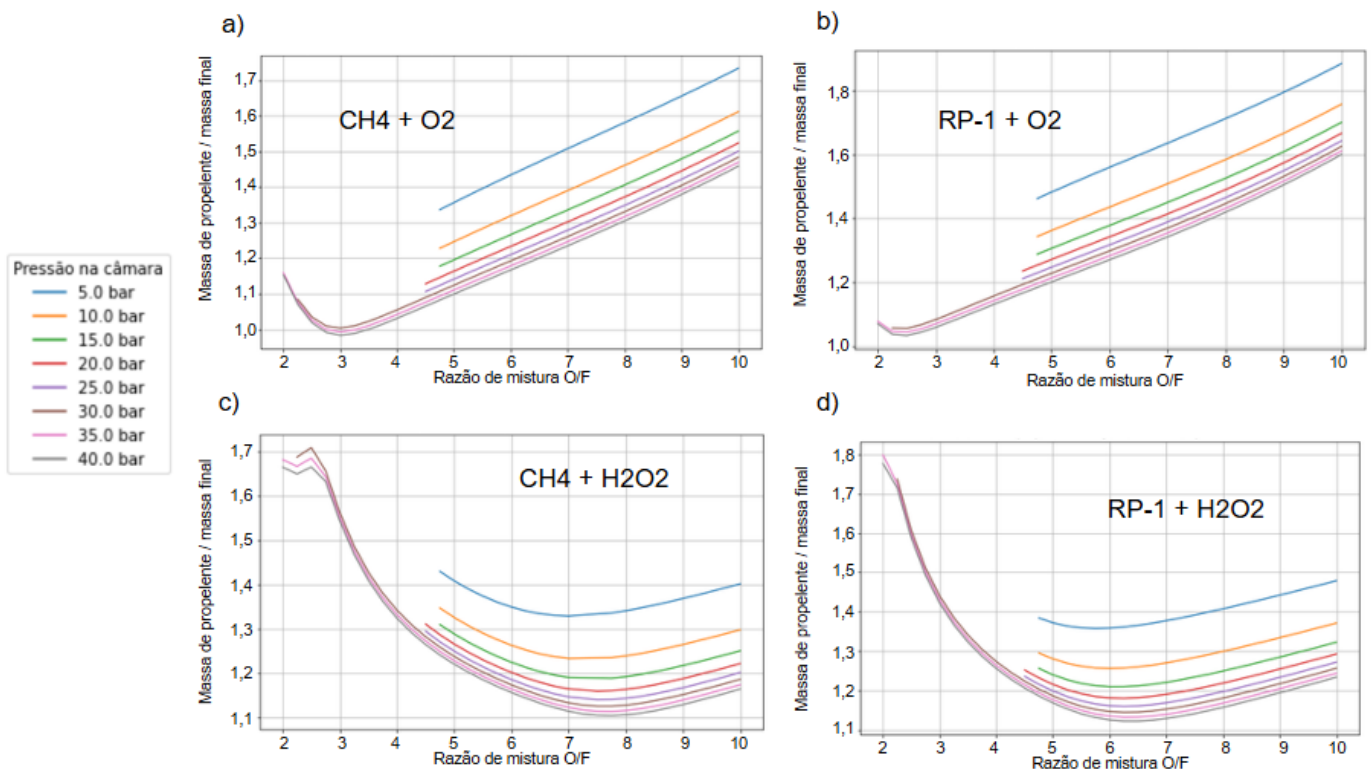 a)
Massa de propelente / massa final
1,7
1,6
1,5
1,4
1,3
1,2
1,1
1,0
CH4 + O2
2 3 4 5 6 7 8 9 10
Razão de mistura O/F
b)
Massa de propelente / massa final
1,8
1,6
1,4
1,2
1,0
RP-1 + O2
2 3 4 5 6 7 8 9 10
Razão de mistura O/F
Pressão na câmara
5.0 bar
10.0 bar
15.0 bar
20.0 bar
25.0 bar
30.0 bar
35.0 bar
40.0 bar
c)
Massa de propelente / massa final
1,7
1,6
1,5
1,4
1,3
1,2
1,1
CH4 + H2O2
2 3 4 5 6 7 8 9 10
Razão de mistura O/F
d)
Massa de propelente / massa final
1,8
1,7
1,6
1,5
1,4
1,3
1,2
1,1
RP-1 + H2O2
2 3 4 5 6 7 8 9 10
Razão de mistura O/F